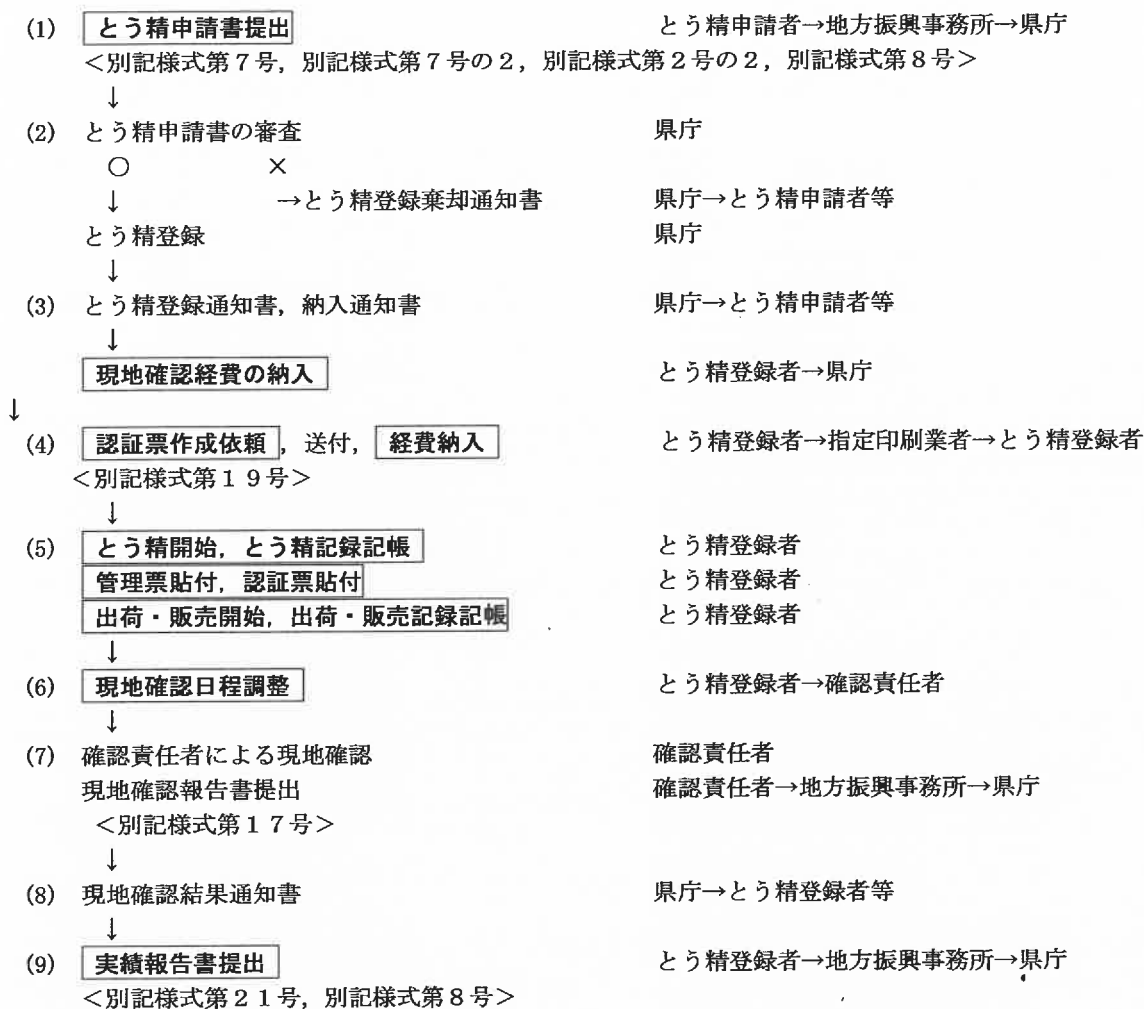 (1) とう精申請書提出 とう精申請者→地方振興事務所→県庁
＜別記様式第７号，別記様式第７号の２，別記様式第２号の２，別記様式第８号＞
↓
(2) とう精申請書の審査 県庁
○ ×
↓ →とう精登録棄却通知書 県庁→とう精申請者等
とう精登録 県庁
↓
(3) とう精登録通知書，納入通知書 県庁→とう精申請者等
↓
現地確認経費の納入 とう精登録者→県庁
↓
(4) 認証票作成依頼，送付，経費納入 とう精登録者→指定印刷業者→とう精登録者
＜別記様式第１９号＞
↓
(5) とう精開始，とう精記録記帳 とう精登録者
管理票貼付，認証票貼付 とう精登録者
出荷・販売開始，出荷・販売記録記帳 とう精登録者
↓
(6) 現地確認日程調整 とう精登録者→確認責任者
↓
(7) 確認責任者による現地確認 確認責任者
現地確認報告書提出 確認責任者→地方振興事務所→県庁
＜別記様式第１７号＞
↓
(8) 現地確認結果通知書 県庁→とう精登録者等
↓
(9) 実績報告書提出 とう精登録者→地方振興事務所→県庁
＜別記様式第２１号，別記様式第８号＞